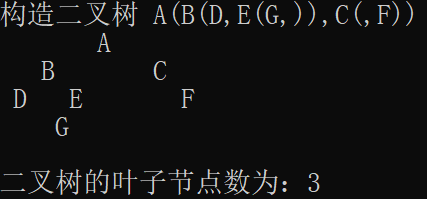 构造二叉树 A(B(D,E(G,)),C(,F))
A
B C
D E F
G
二叉树的叶子节点数为：3